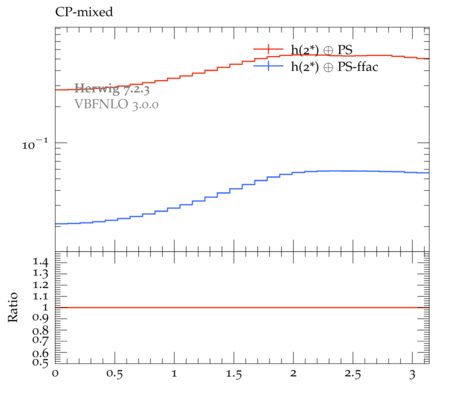 CP-mixed
h(2*) ⊕ PS
h(2*) ⊕ PS-ffac
Herwig 7.2.3
VBFNLO 3.0.0
10⁻¹
1.4
1.3
1.2
1.1
1
0.9
0.8
0.7
0.6
0.5
Ratio
0 0.5 1 1.5 2 2.5 3